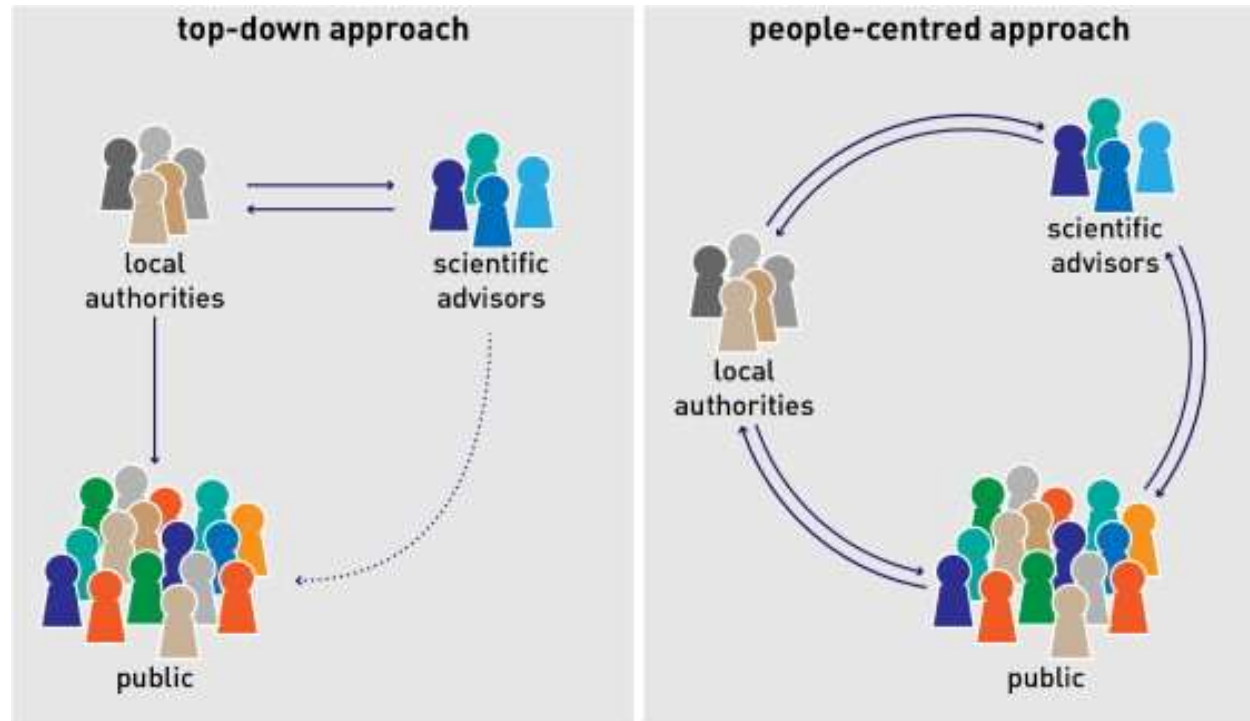 top-down approach
local
authorities
scientific
advisors
public
people-centred approach
scientific
advisors
local
authorities
public